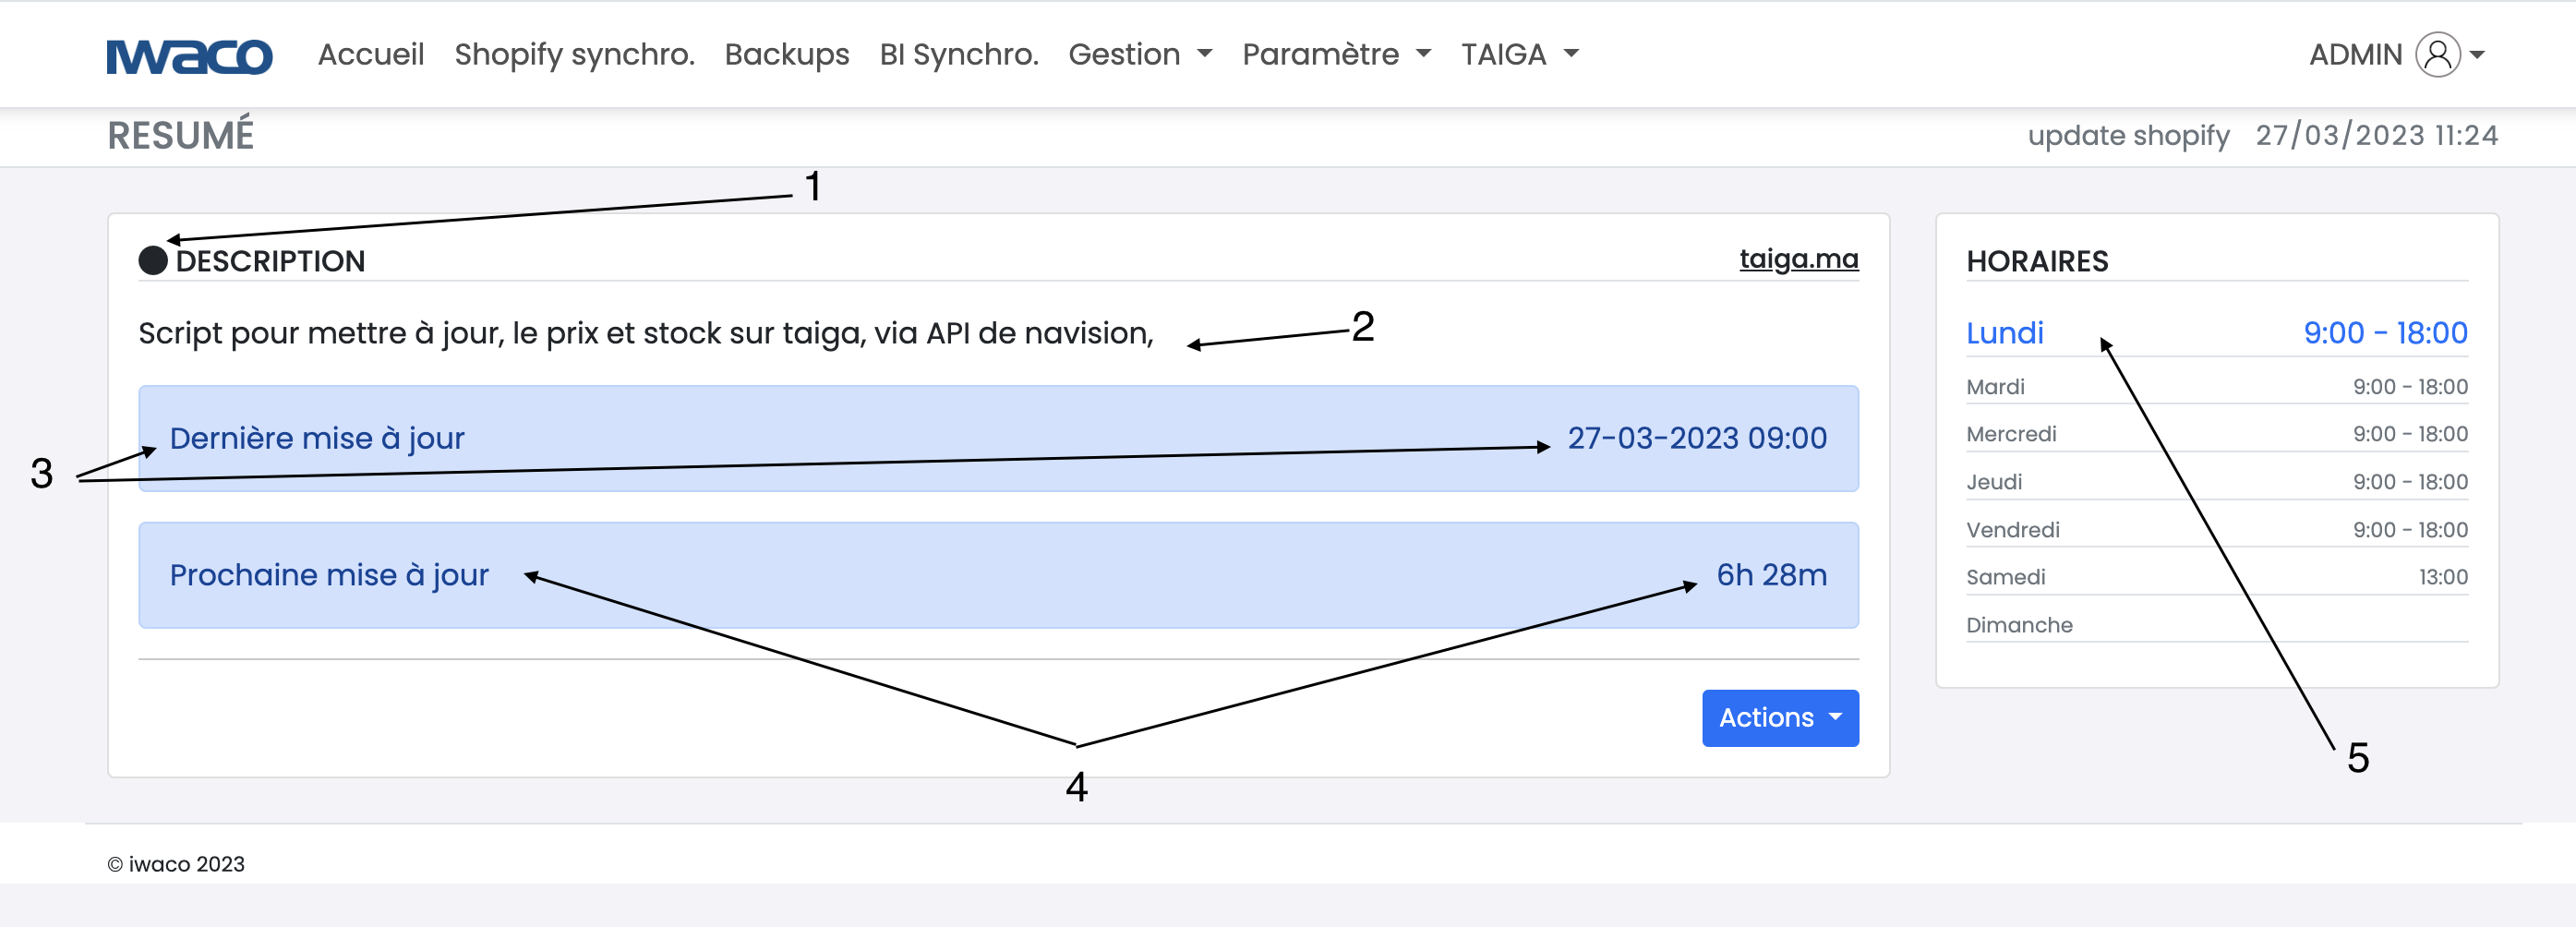 IWACO Accueil Shopify synchro. Backups BI Synchro. Gestion Paramètre TAIGA ADMIN
RESUMÉ update shopify 27/03/2023 11:24
1
DESCRIPTION taiga.ma
Script pour mettre à jour, le prix et stock sur taiga, via API de navision,
2
Dernière mise à jour 27-03-2023 09:00
3
Prochaine mise à jour 6h 28m
Actions
4
HORAIRES
Lundi 9:00 - 18:00
Mardi 9:00 - 18:00
Mercredi 9:00 - 18:00
Jeudi 9:00 - 18:00
Vendredi 9:00 - 18:00
Samedi 13:00
Dimanche
5
© iwaco 2023